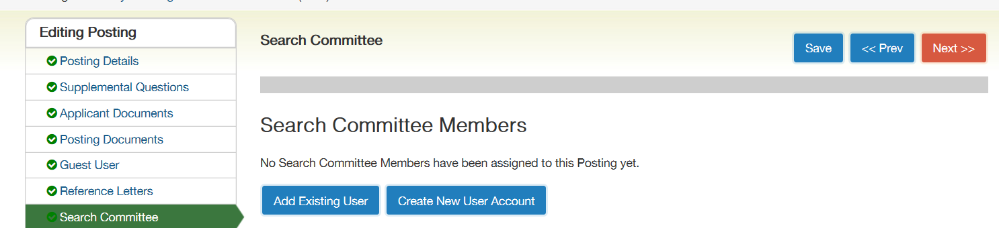 Editing Posting
Posting Details
Supplemental Questions
Applicant Documents
Posting Documents
Guest User
Reference Letters
Search Committee
Search Committee
Save
<< Prev
Next >>
Search Committee Members
No Search Committee Members have been assigned to this Posting yet.
Add Existing User
Create New User Account